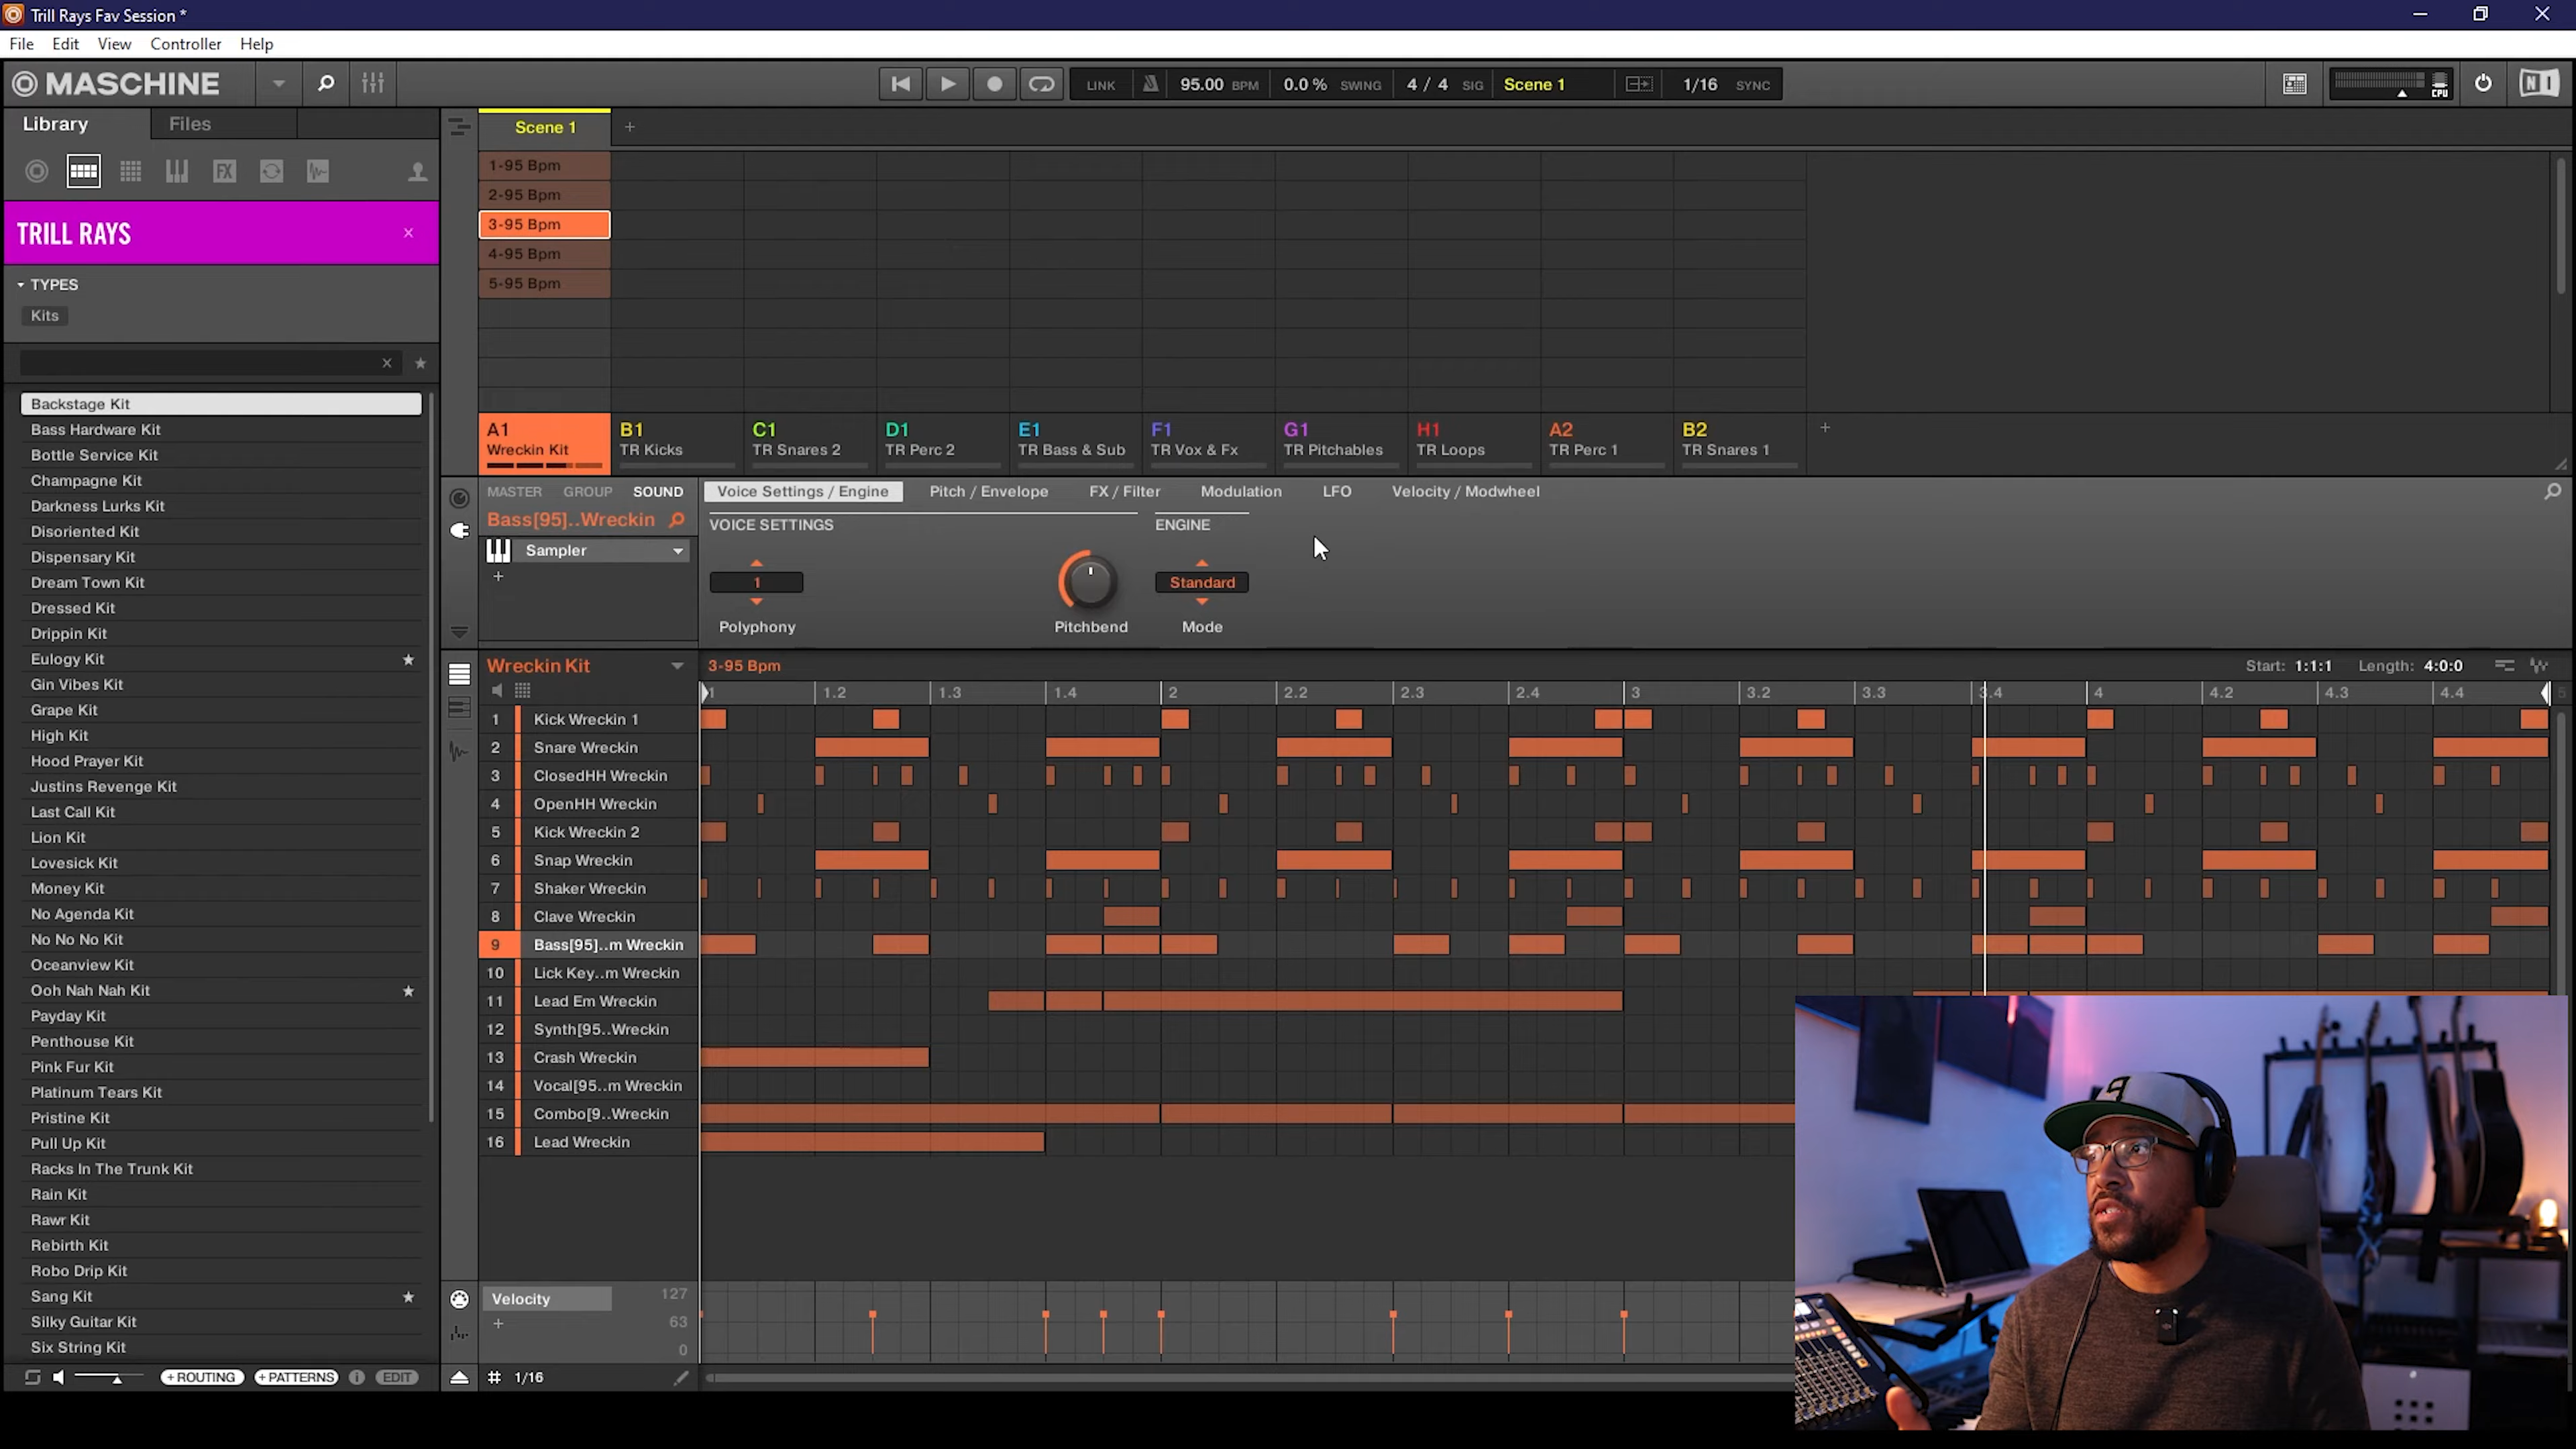 Trill Rays Fav Session *
File Edit View Controller Help
MASCHINE
LINK 95.00 BPM 0.0 % SWING 4 / 4 SIG Scene 1 1/16 SYNC
CPU
NI
Library Files
Scene 1 +
FX
TRILL RAYS ×
TYPES
Kits
Backstage Kit
Bass Hardware Kit
Bottle Service Kit
Champagne Kit
Darkness Lurks Kit
Disoriented Kit
Dispensary Kit
Dream Town Kit
Dressed Kit
Drippin Kit
Eulogy Kit
Gin Vibes Kit
Grape Kit
High Kit
Hood Prayer Kit
Justins Revenge Kit
Last Call Kit
Lion Kit
Lovesick Kit
Money Kit
No Agenda Kit
No No No Kit
Oceanview Kit
Ooh Nah Nah Kit
Payday Kit
Penthouse Kit
Pink Fur Kit
Platinum Tears Kit
Pristine Kit
Pull Up Kit
Racks In The Trunk Kit
Rain Kit
Rawr Kit
Rebirth Kit
Robo Drip Kit
Sang Kit
Silky Guitar Kit
Six String Kit
+ ROUTING + PATTERNS EDIT
1-95 Bpm
2-95 Bpm
3-95 Bpm
4-95 Bpm
5-95 Bpm
A1 B1 C1 D1 E1 F1 G1 H1 A2 B2 +
Wreckin Kit TR Kicks TR Snares 2 TR Perc 2 TR Bass & Sub TR Vox & Fx TR Pitchables TR Loops TR Perc 1 TR Snares 1
MASTER GROUP SOUND Voice Settings / Engine Pitch / Envelope FX / Filter Modulation LFO Velocity / Modwheel
Bass[95]..Wreckin VOICE SETTINGS ENGINE
Sampler
+
1 Standard
Polyphony Pitchbend Mode
Wreckin Kit 3-95 Bpm Start: 1:1:1 Length: 4:0:0
1 1.2 1.3 1.4 2 2.2 2.3 2.4 3 3.2 3.3 3.4 4 4.2 4.3 4.4 5
1 Kick Wreckin 1
2 Snare Wreckin
3 ClosedHH Wreckin
4 OpenHH Wreckin
5 Kick Wreckin 2
6 Snap Wreckin
7 Shaker Wreckin
8 Clave Wreckin
9 Bass[95]..m Wreckin
10 Lick Key..m Wreckin
11 Lead Em Wreckin
12 Synth[95..Wreckin
13 Crash Wreckin
14 Vocal[95..m Wreckin
15 Combo[9..Wreckin
16 Lead Wreckin
Velocity 127
+ 63
0
# 1/16